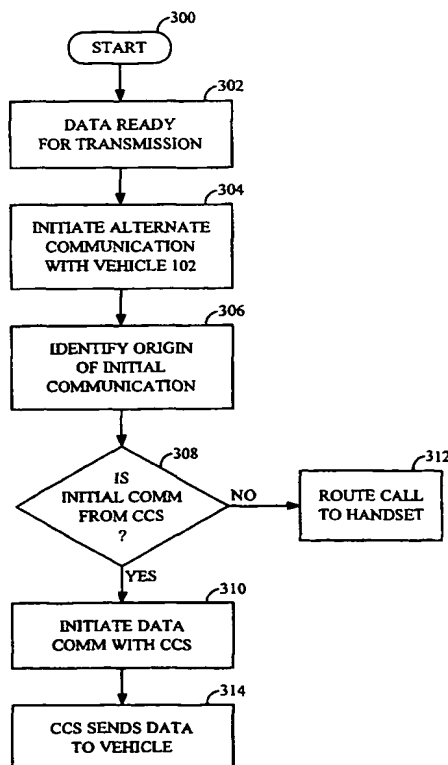 300
START
302
DATA READY
FOR TRANSMISSION
304
INITIATE ALTERNATE
COMMUNICATION
WITH VEHICLE 102
306
IDENTIFY ORIGIN
OF INITIAL
COMMUNICATION
308
IS
INITIAL COMM
FROM CCS
?
NO
312
ROUTE CALL
TO HANDSET
YES
310
INITIATE DATA
COMM WITH CCS
314
CCS SENDS DATA
TO VEHICLE